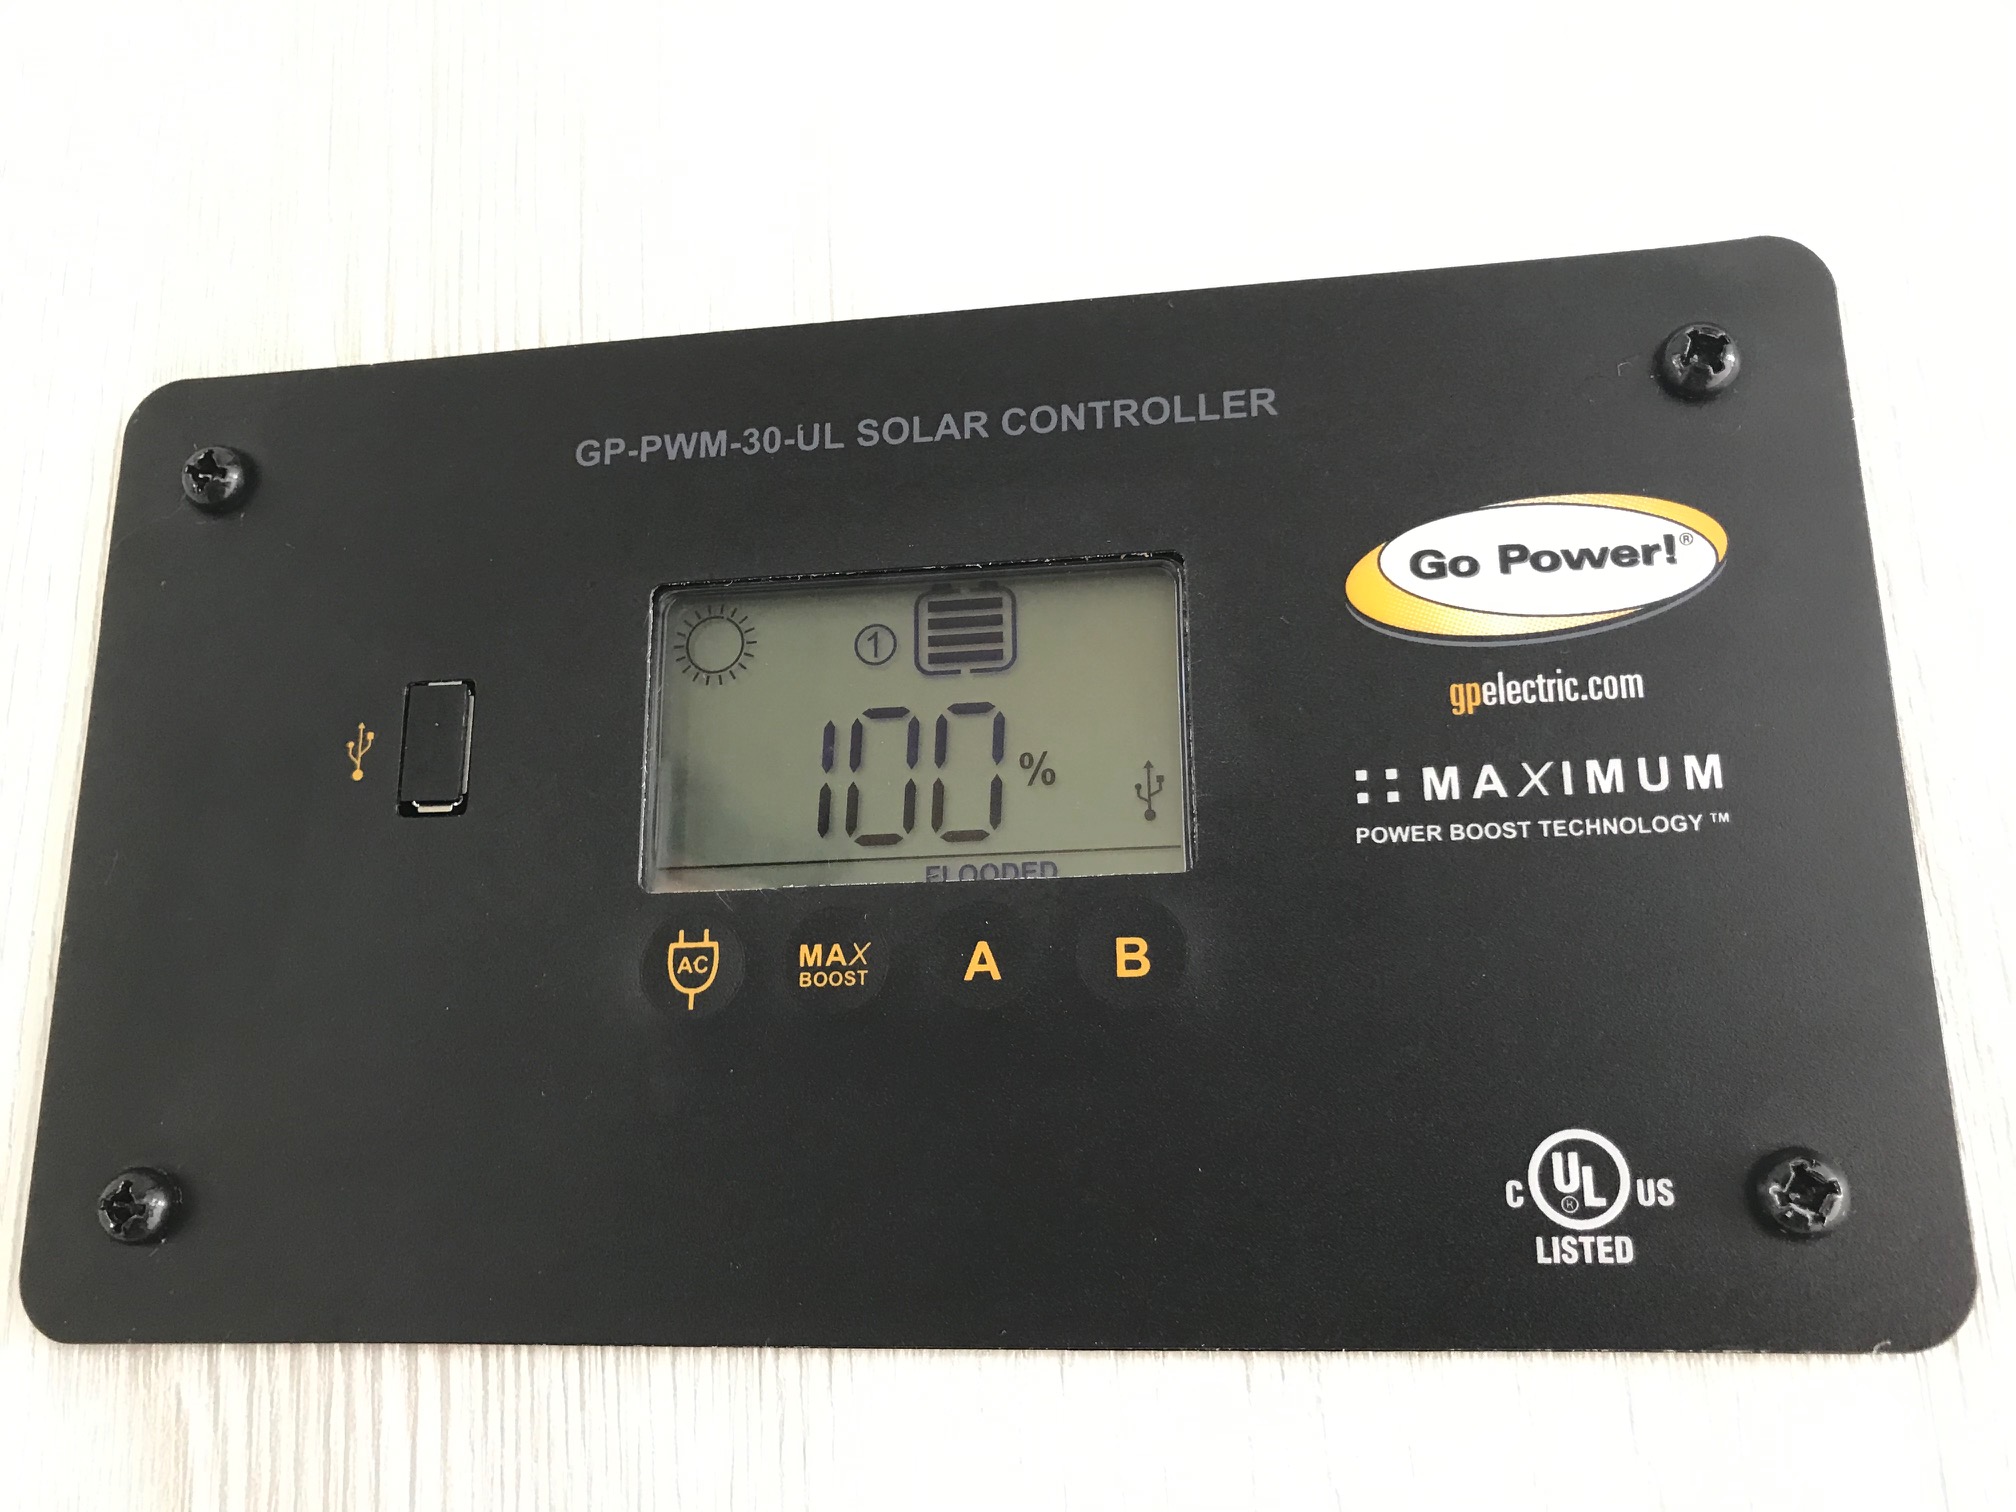 GP-PWM-30-UL SOLAR CONTROLLER
Go Power!®
gpelectric.com
MAXIMUM
POWER BOOST TECHNOLOGY™
1
100%
FLOODED
AC
MAX
BOOST
A
B
C UL® US
LISTED